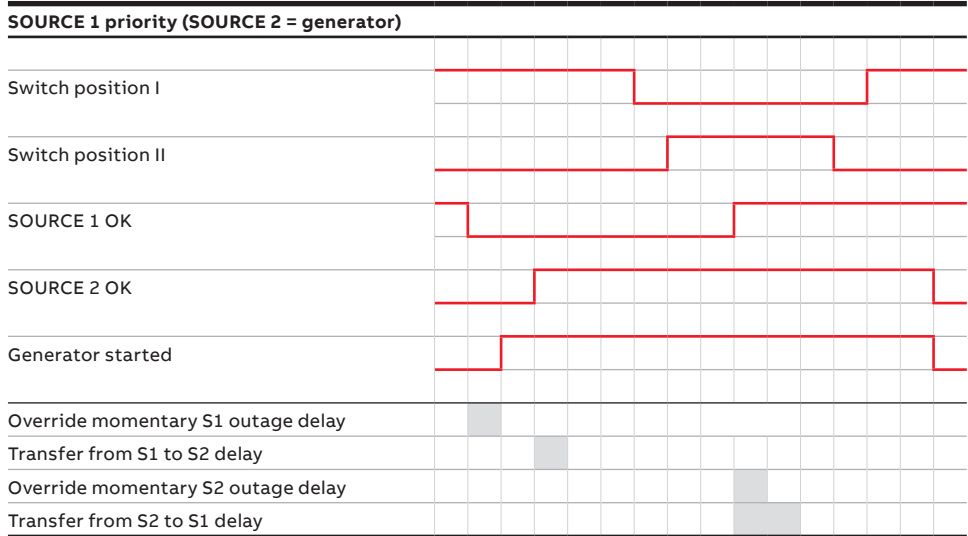 SOURCE 1 priority (SOURCE 2 = generator)
Switch position I
Switch position II
SOURCE 1 OK
SOURCE 2 OK
Generator started
Override momentary S1 outage delay
Transfer from S1 to S2 delay
Override momentary S2 outage delay
Transfer from S2 to S1 delay